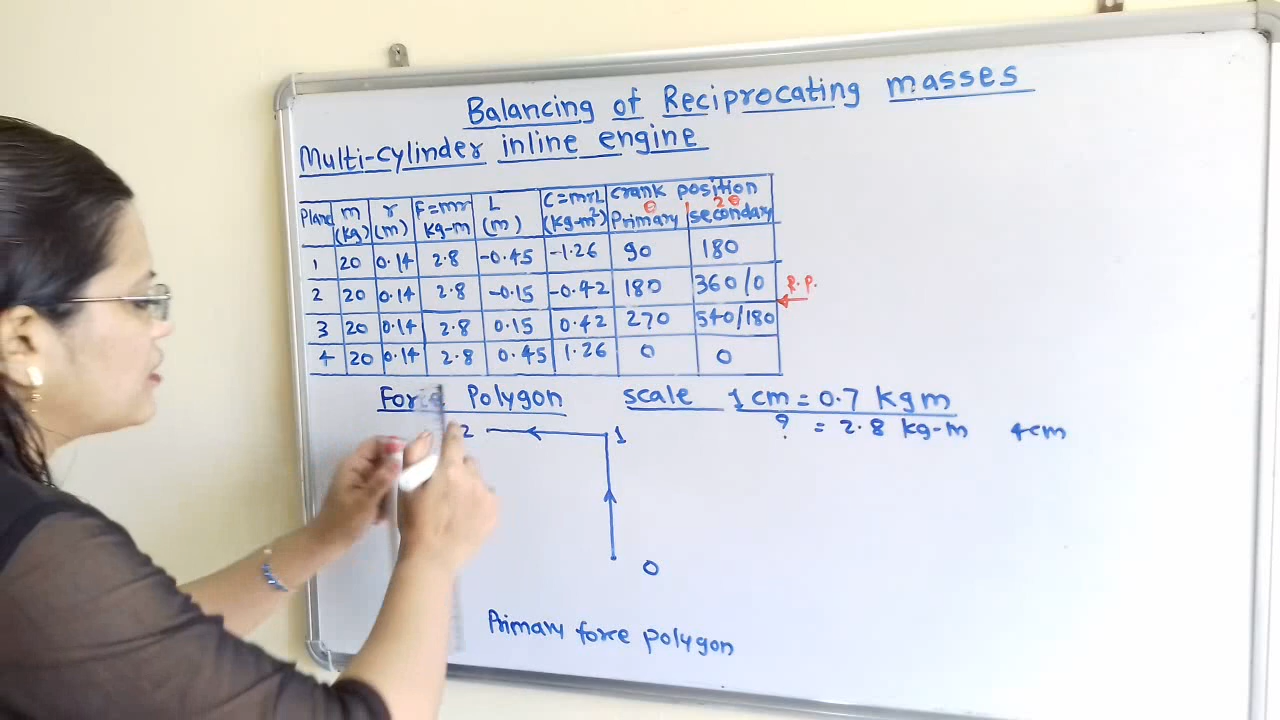 Balancing of Reciprocating masses
Multi-cylinder inline engine
Plane m (kg) r (m) F=mr kg-m L (m) C=mrL (kg-m²) crank position
θ Primary 2θ secondary
1 20 0.14 2.8 -0.45 -1.26 90 180
2 20 0.14 2.8 -0.15 -0.42 180 360/0 R.P.
3 20 0.14 2.8 0.15 0.42 270 540/180
4 20 0.14 2.8 0.45 1.26 0 0
Force Polygon scale 1 cm = 0.7 kgm
? = 2.8 kg-m 4cm
2 1
0
Primary force polygon